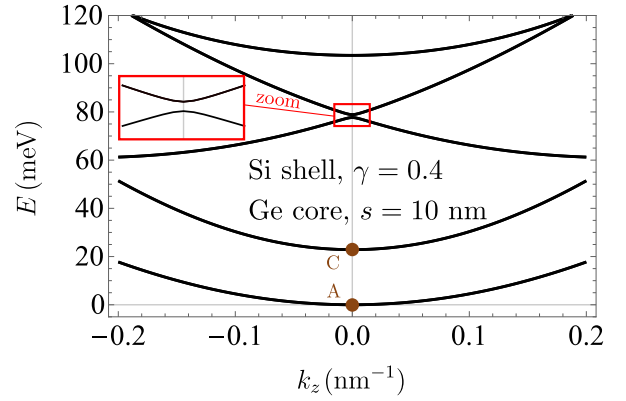 120
100
80
60
40
20
0
E (meV)
zoom
Si shell, γ = 0.4
Ge core, s = 10 nm
C
A
−0.2
−0.1
0.0
0.1
0.2
k_z (nm⁻¹)